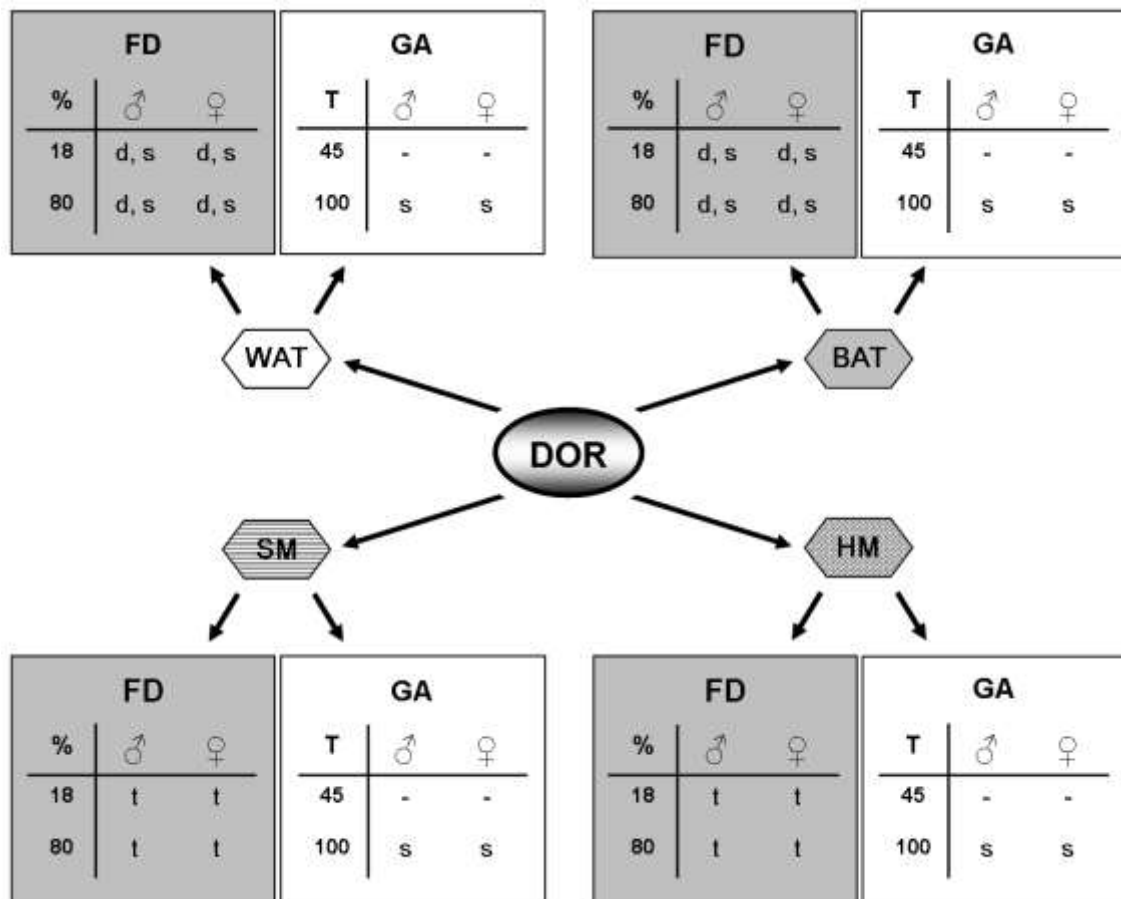 FD
% ♂ ♀
18 d, s d, s
80 d, s d, s
GA
T ♂ ♀
45 - -
100 s s
FD
% ♂ ♀
18 d, s d, s
80 d, s d, s
GA
T ♂ ♀
45 - -
100 s s
WAT
BAT
DOR
SM
HM
FD
% ♂ ♀
18 t t
80 t t
GA
T ♂ ♀
45 - -
100 s s
FD
% ♂ ♀
18 t t
80 t t
GA
T ♂ ♀
45 - -
100 s s